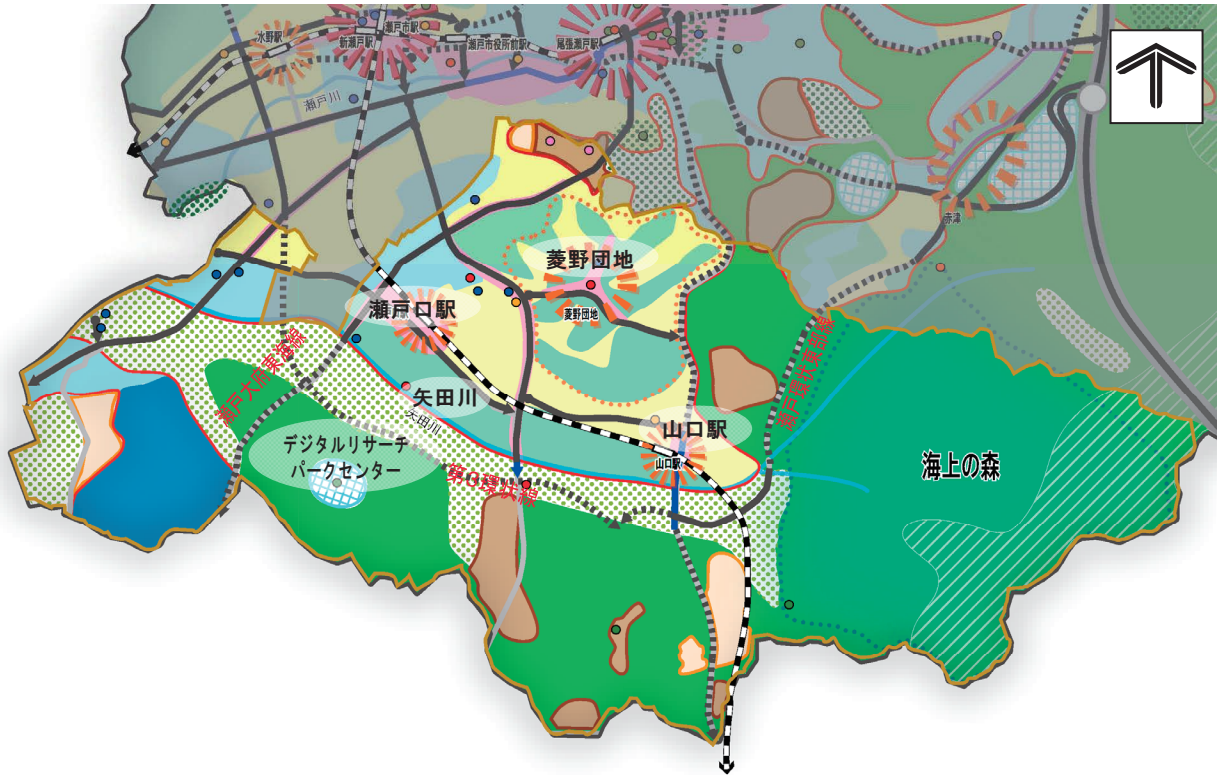 瀬戸市駅
水野駅
新瀬戸駅
瀬戸市役所前駅
尾張瀬戸駅
瀬戸川
赤津
菱野団地
菱野団地
瀬戸口駅
瀬戸大府東海線
瀬戸環状東部線
矢田川
矢田川
山口駅
山口駅
デジタルリサーチ
パークセンター
第3環状線
海上の森